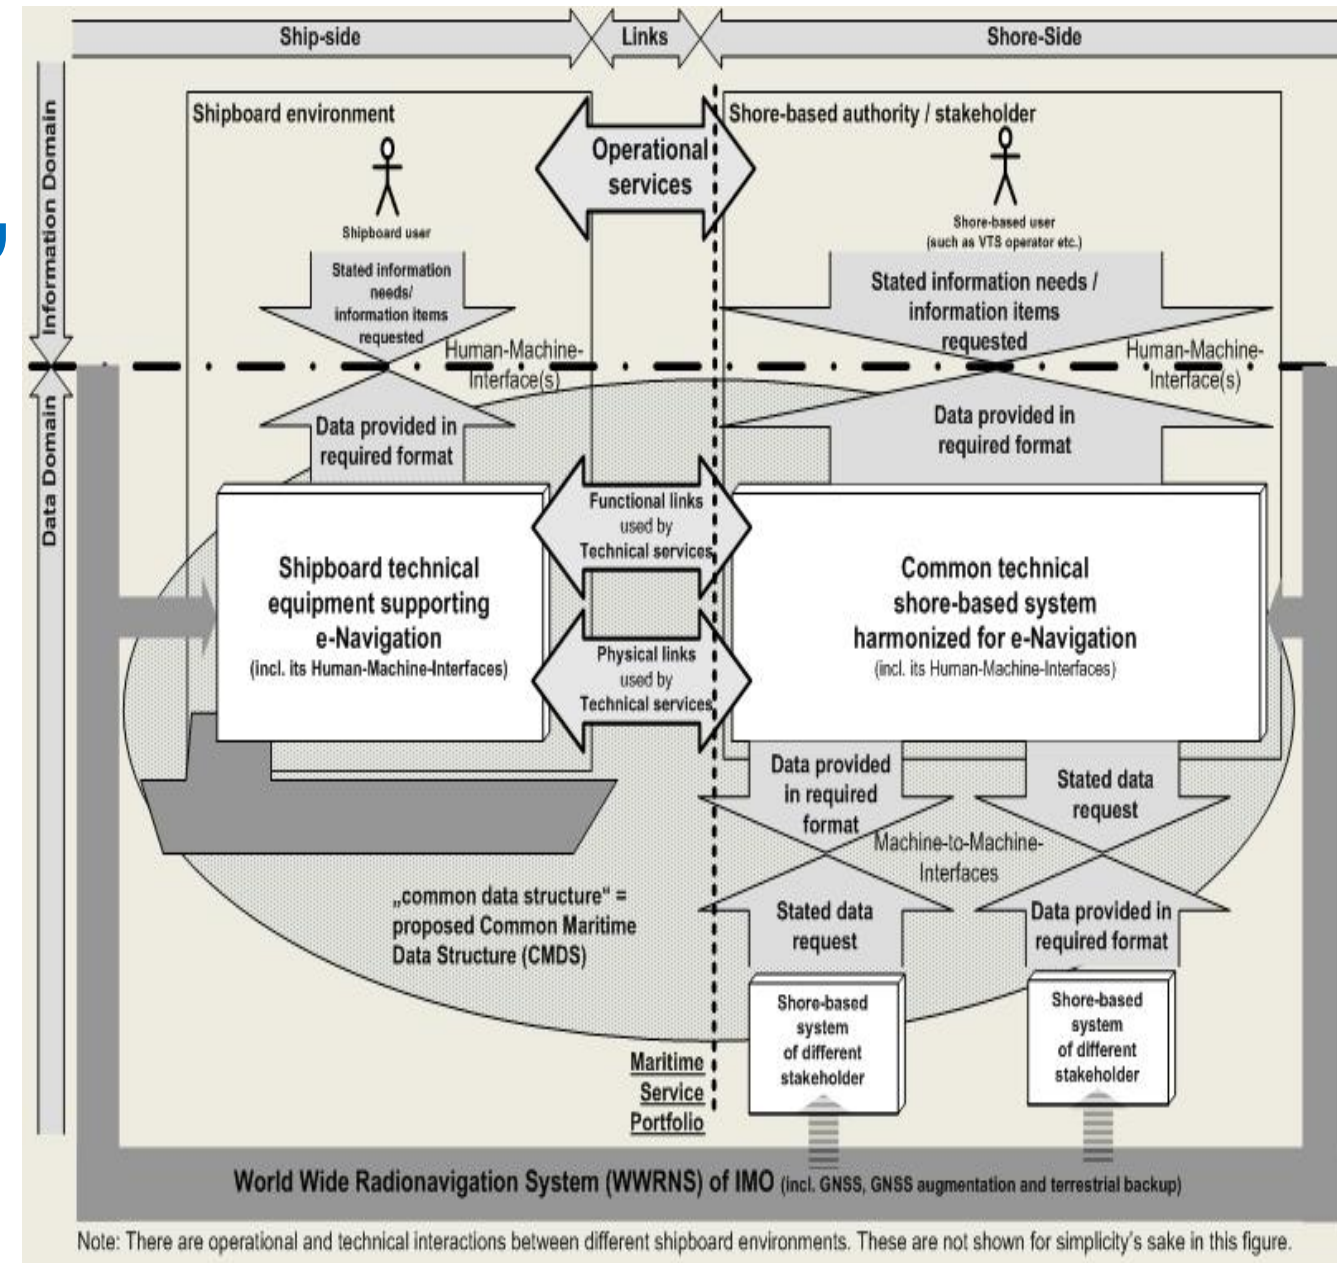 Ship-side
Links
Shore-Side
Information Domain
Data Domain
Shipboard environment
Shipboard user
Stated information
needs/
information items
requested
Human-Machine-
Interface(s)
Data provided in
required format
Shipboard technical
equipment supporting
e-Navigation
(incl. its Human-Machine-Interfaces)
Operational
services
Functional links
used by
Technical services
Physical links
used by
Technical services
Shore-based authority / stakeholder
Shore-based user
(such as VTS operator etc.)
Stated information needs /
information items
requested
Human-Machine-
Interface(s)
Data provided in
required format
Common technical
shore-based system
harmonized for e-Navigation
(incl. its Human-Machine-Interfaces)
Data provided
in required
format
Stated data
request
Machine-to-Machine-
Interfaces
Stated data
request
Data provided in
required format
„common data structure“ =
proposed Common Maritime
Data Structure (CMDS)
Shore-based
system
of different
stakeholder
Shore-based
system
of different
stakeholder
Maritime
Service
Portfolio
World Wide Radionavigation System (WWRNS) of IMO (incl. GNSS, GNSS augmentation and terrestrial backup)
Note: There are operational and technical interactions between different shipboard environments. These are not shown for simplicity's sake in this figure.